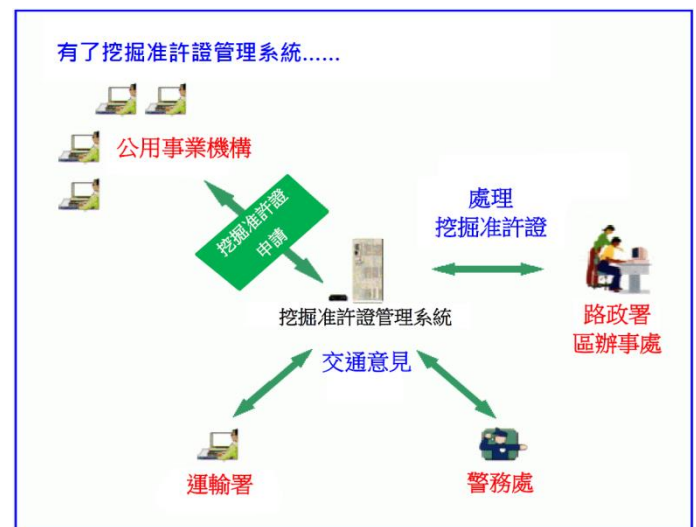 有了挖掘准許證管理系統......
公用事業機構
挖掘准許證
申請
處理
挖掘准許證
挖掘准許證管理系統
路政署
區辦事處
交通意見
運輸署
警務處